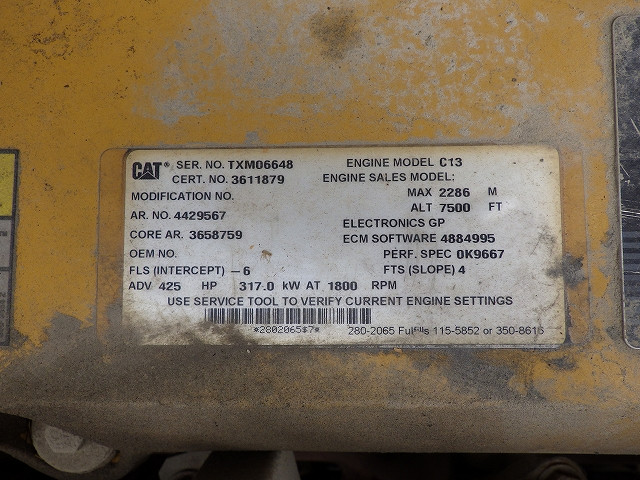 CAT® SER. NO. TXM06648 ENGINE MODEL C13
CERT. NO. 3611879 ENGINE SALES MODEL:
MODIFICATION NO. MAX 2286 M
ALT 7500 FT
AR. NO. 4429567 ELECTRONICS GP
CORE AR. 3658759 ECM SOFTWARE 4884995
OEM NO. PERF. SPEC 0K9667
FLS (INTERCEPT) -6 FTS (SLOPE) 4
ADV 425 HP 317.0 kW AT 1800 RPM
USE SERVICE TOOL TO VERIFY CURRENT ENGINE SETTINGS
*2802065$7* 280-2065 Fulfills 115-5852 or 350-8615